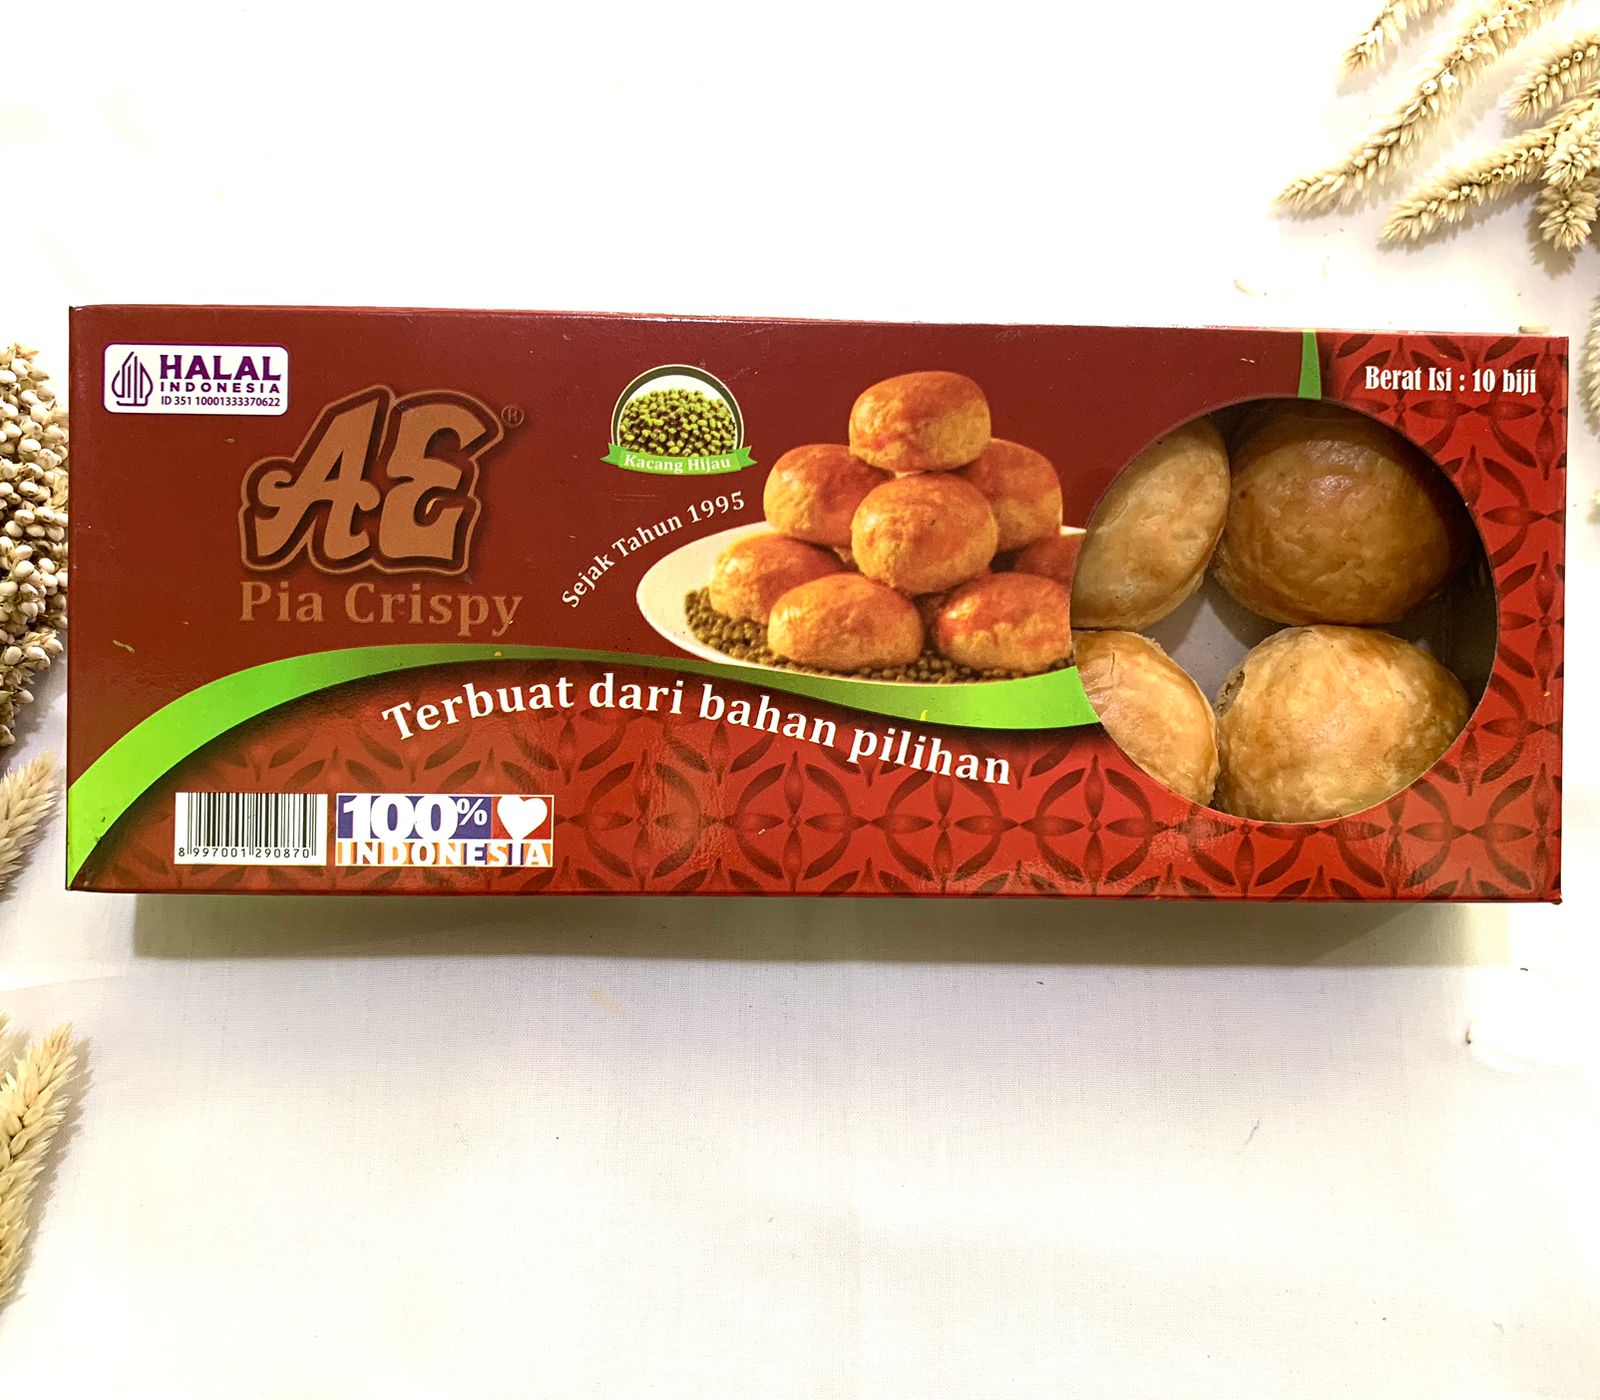 HALAL
INDONESIA
ID 351 10001333370622
AE®
Pia Crispy
Kacang Hijau
Sejak Tahun 1995
Berat Isi : 10 biji
Terbuat dari bahan pilihan
8 997001 290870
100%
INDONESIA